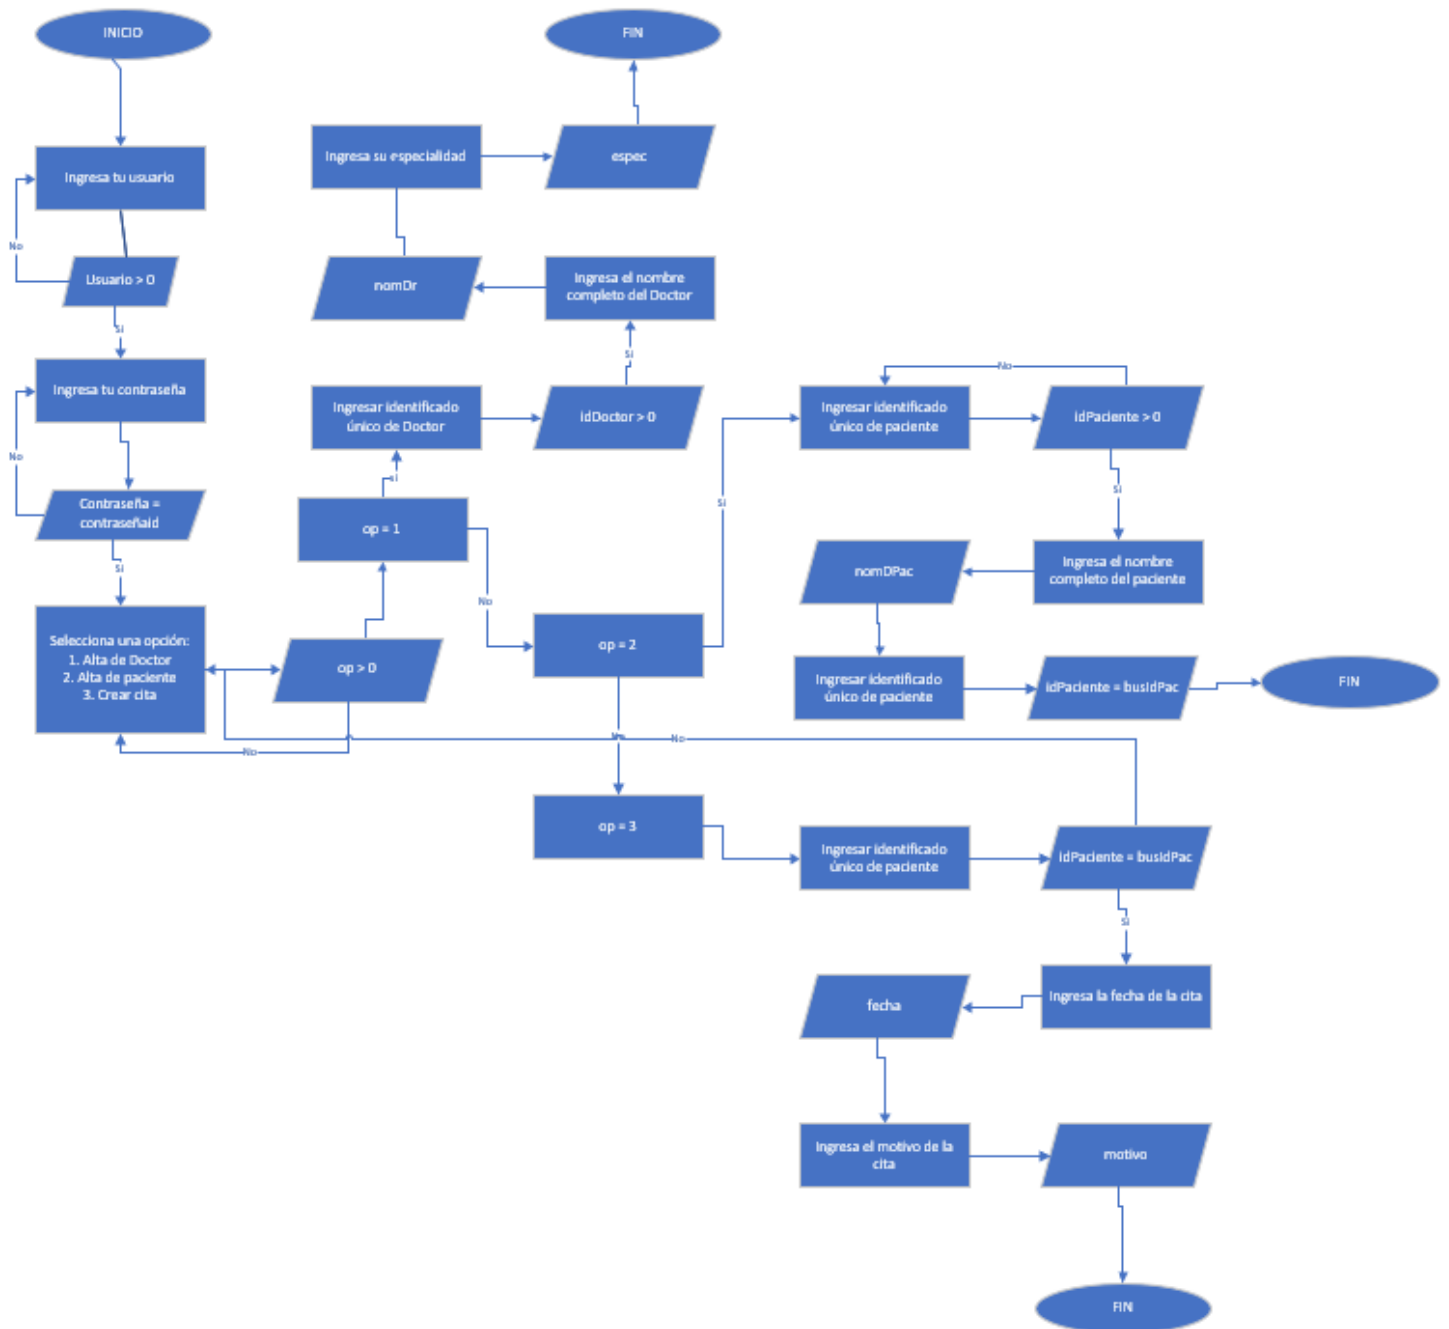 INICIO
Ingresa tu usuario
No
Usuario > 0
Si
Ingresa tu contraseña
No
Contraseña =
contraseñaid
Si
Selecciona una opción:
1. Alta de Doctor
2. Alta de paciente
3. Crear cita
op > 0
No
op = 1
si
Ingresar identificado
único de Doctor
idDoctor > 0
Si
Ingresa el nombre
completo del Doctor
nomDr
Ingresa su especialidad
espec
FIN
No
op = 2
Si
Ingresar identificado
único de paciente
idPaciente > 0
No
Si
Ingresa el nombre
completo del paciente
nomDPac
Ingresar identificado
único de paciente
idPaciente = busIdPac
FIN
No
op = 3
Ingresar identificado
único de paciente
idPaciente = busIdPac
Si
Ingresa la fecha de la cita
fecha
Ingresa el motivo de la
cita
motivo
FIN